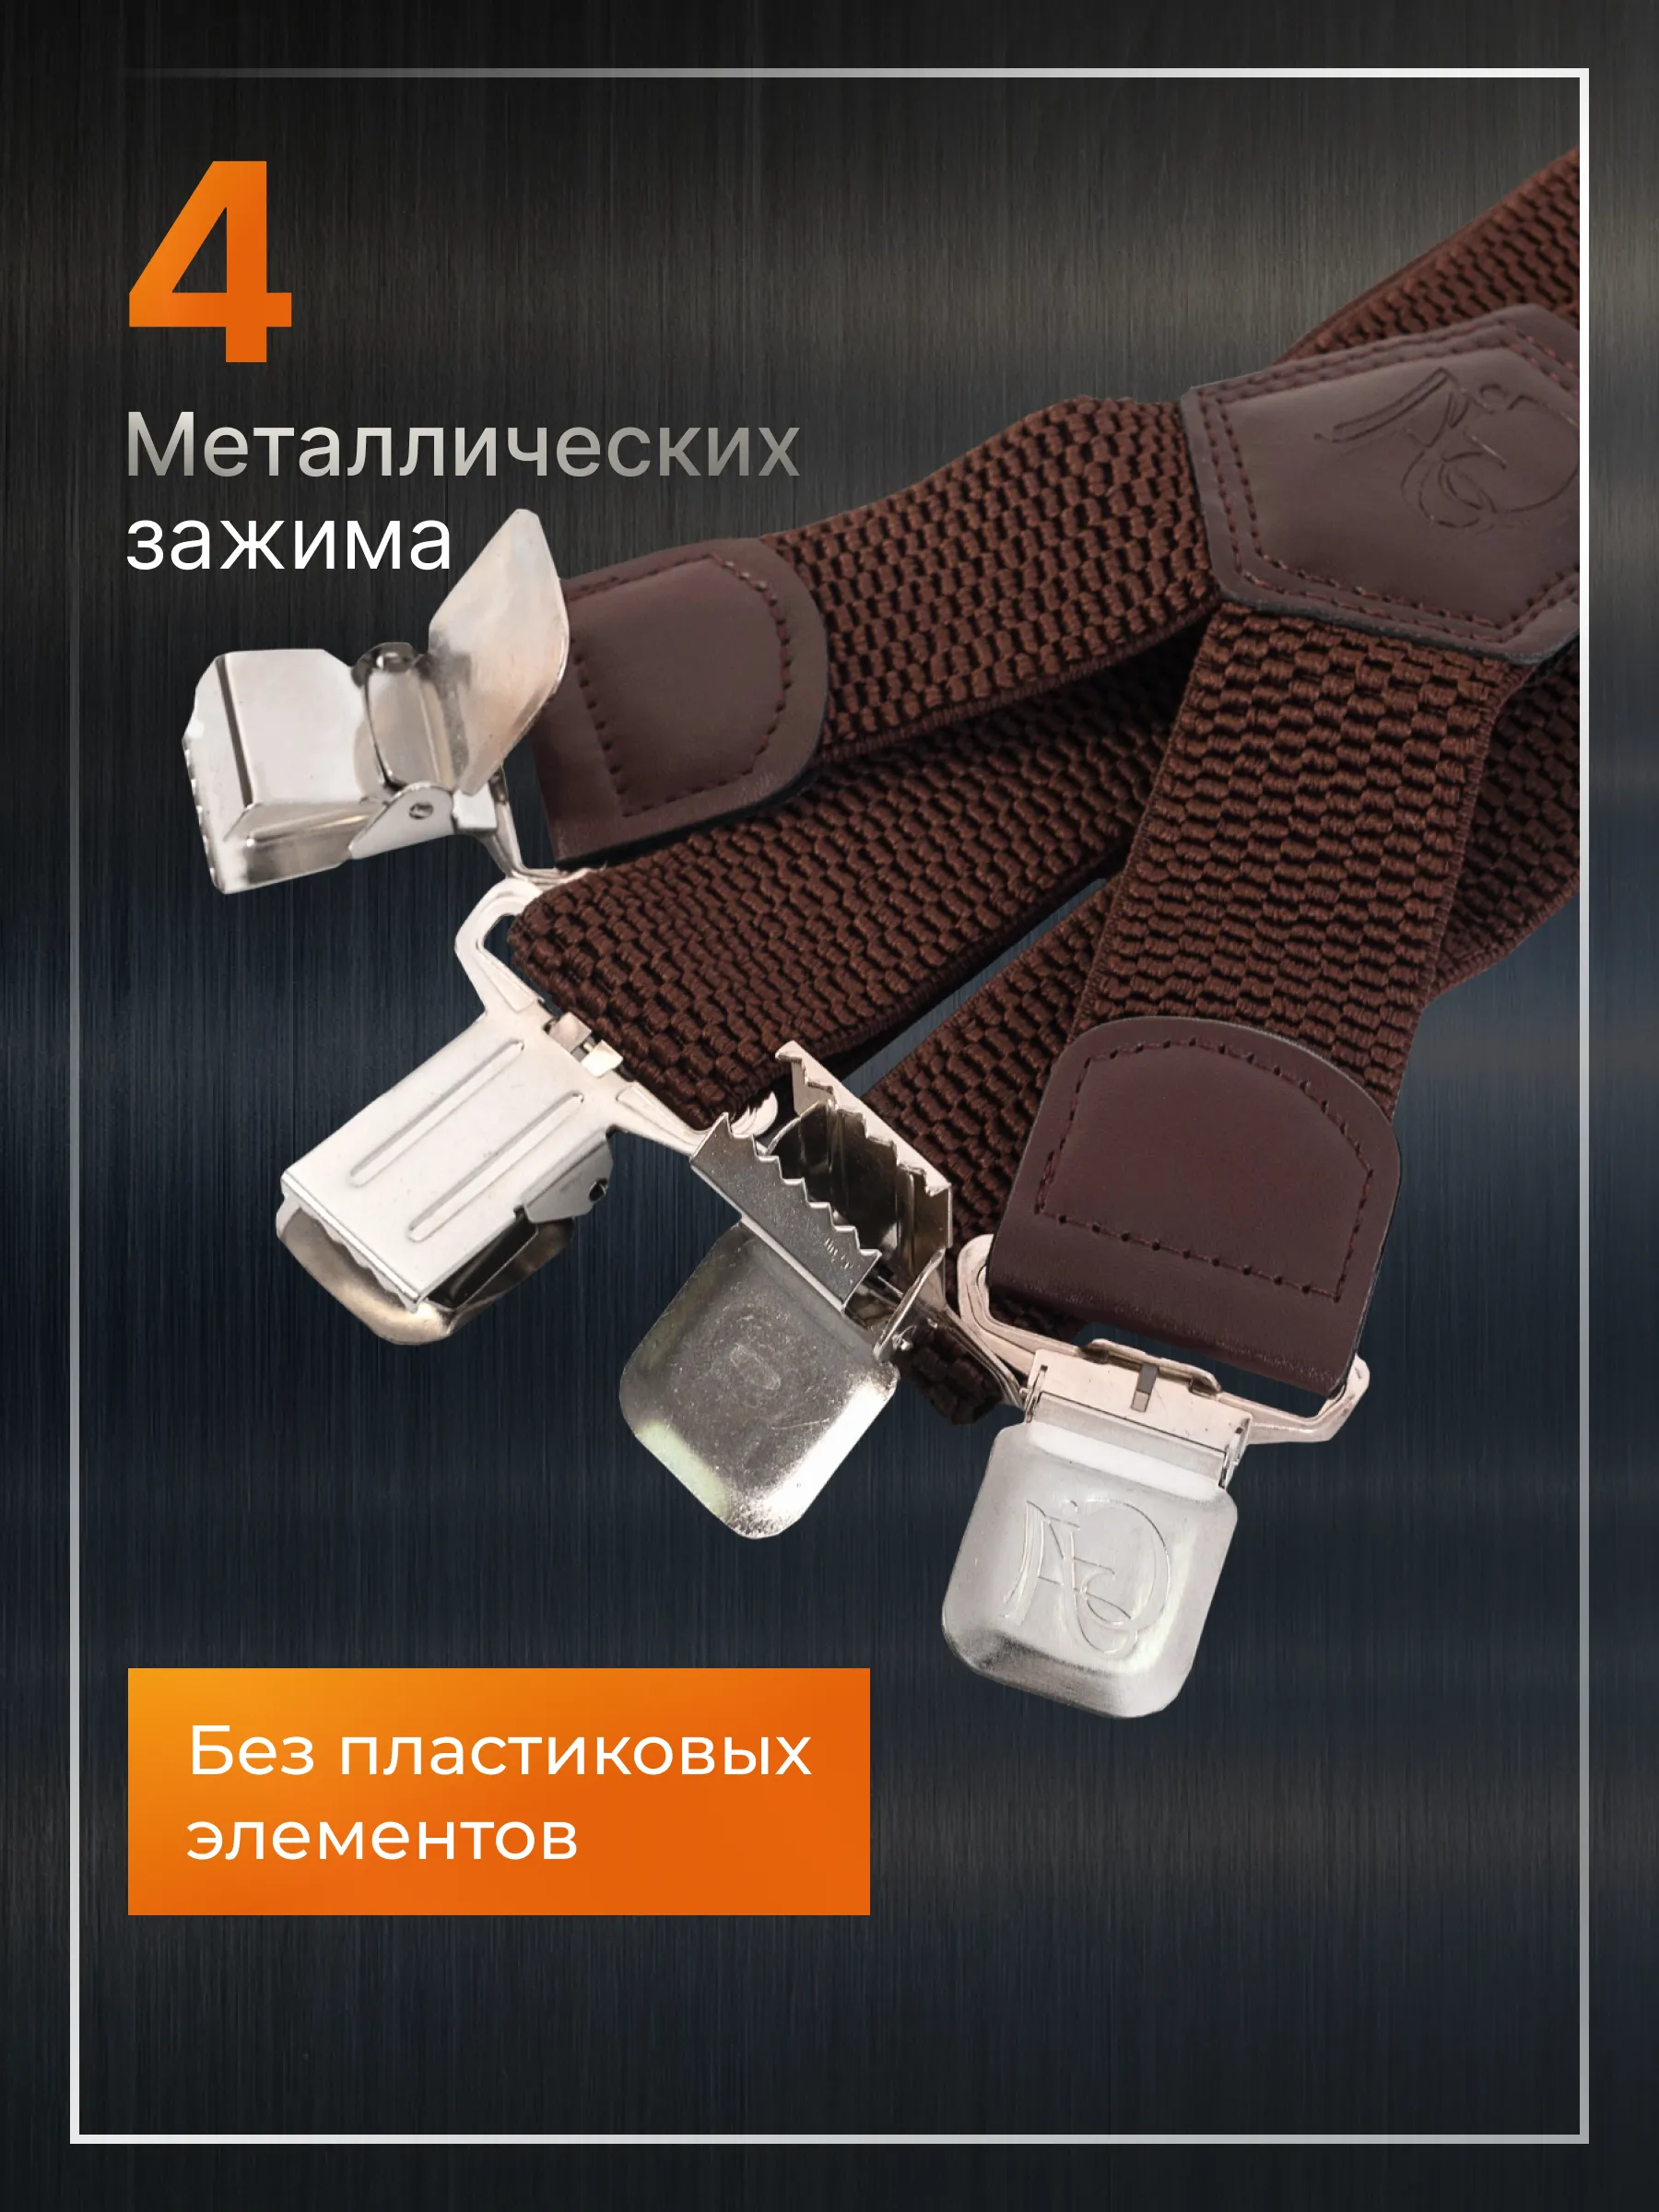 4
Металлических
зажима
Без пластиковых
элементов